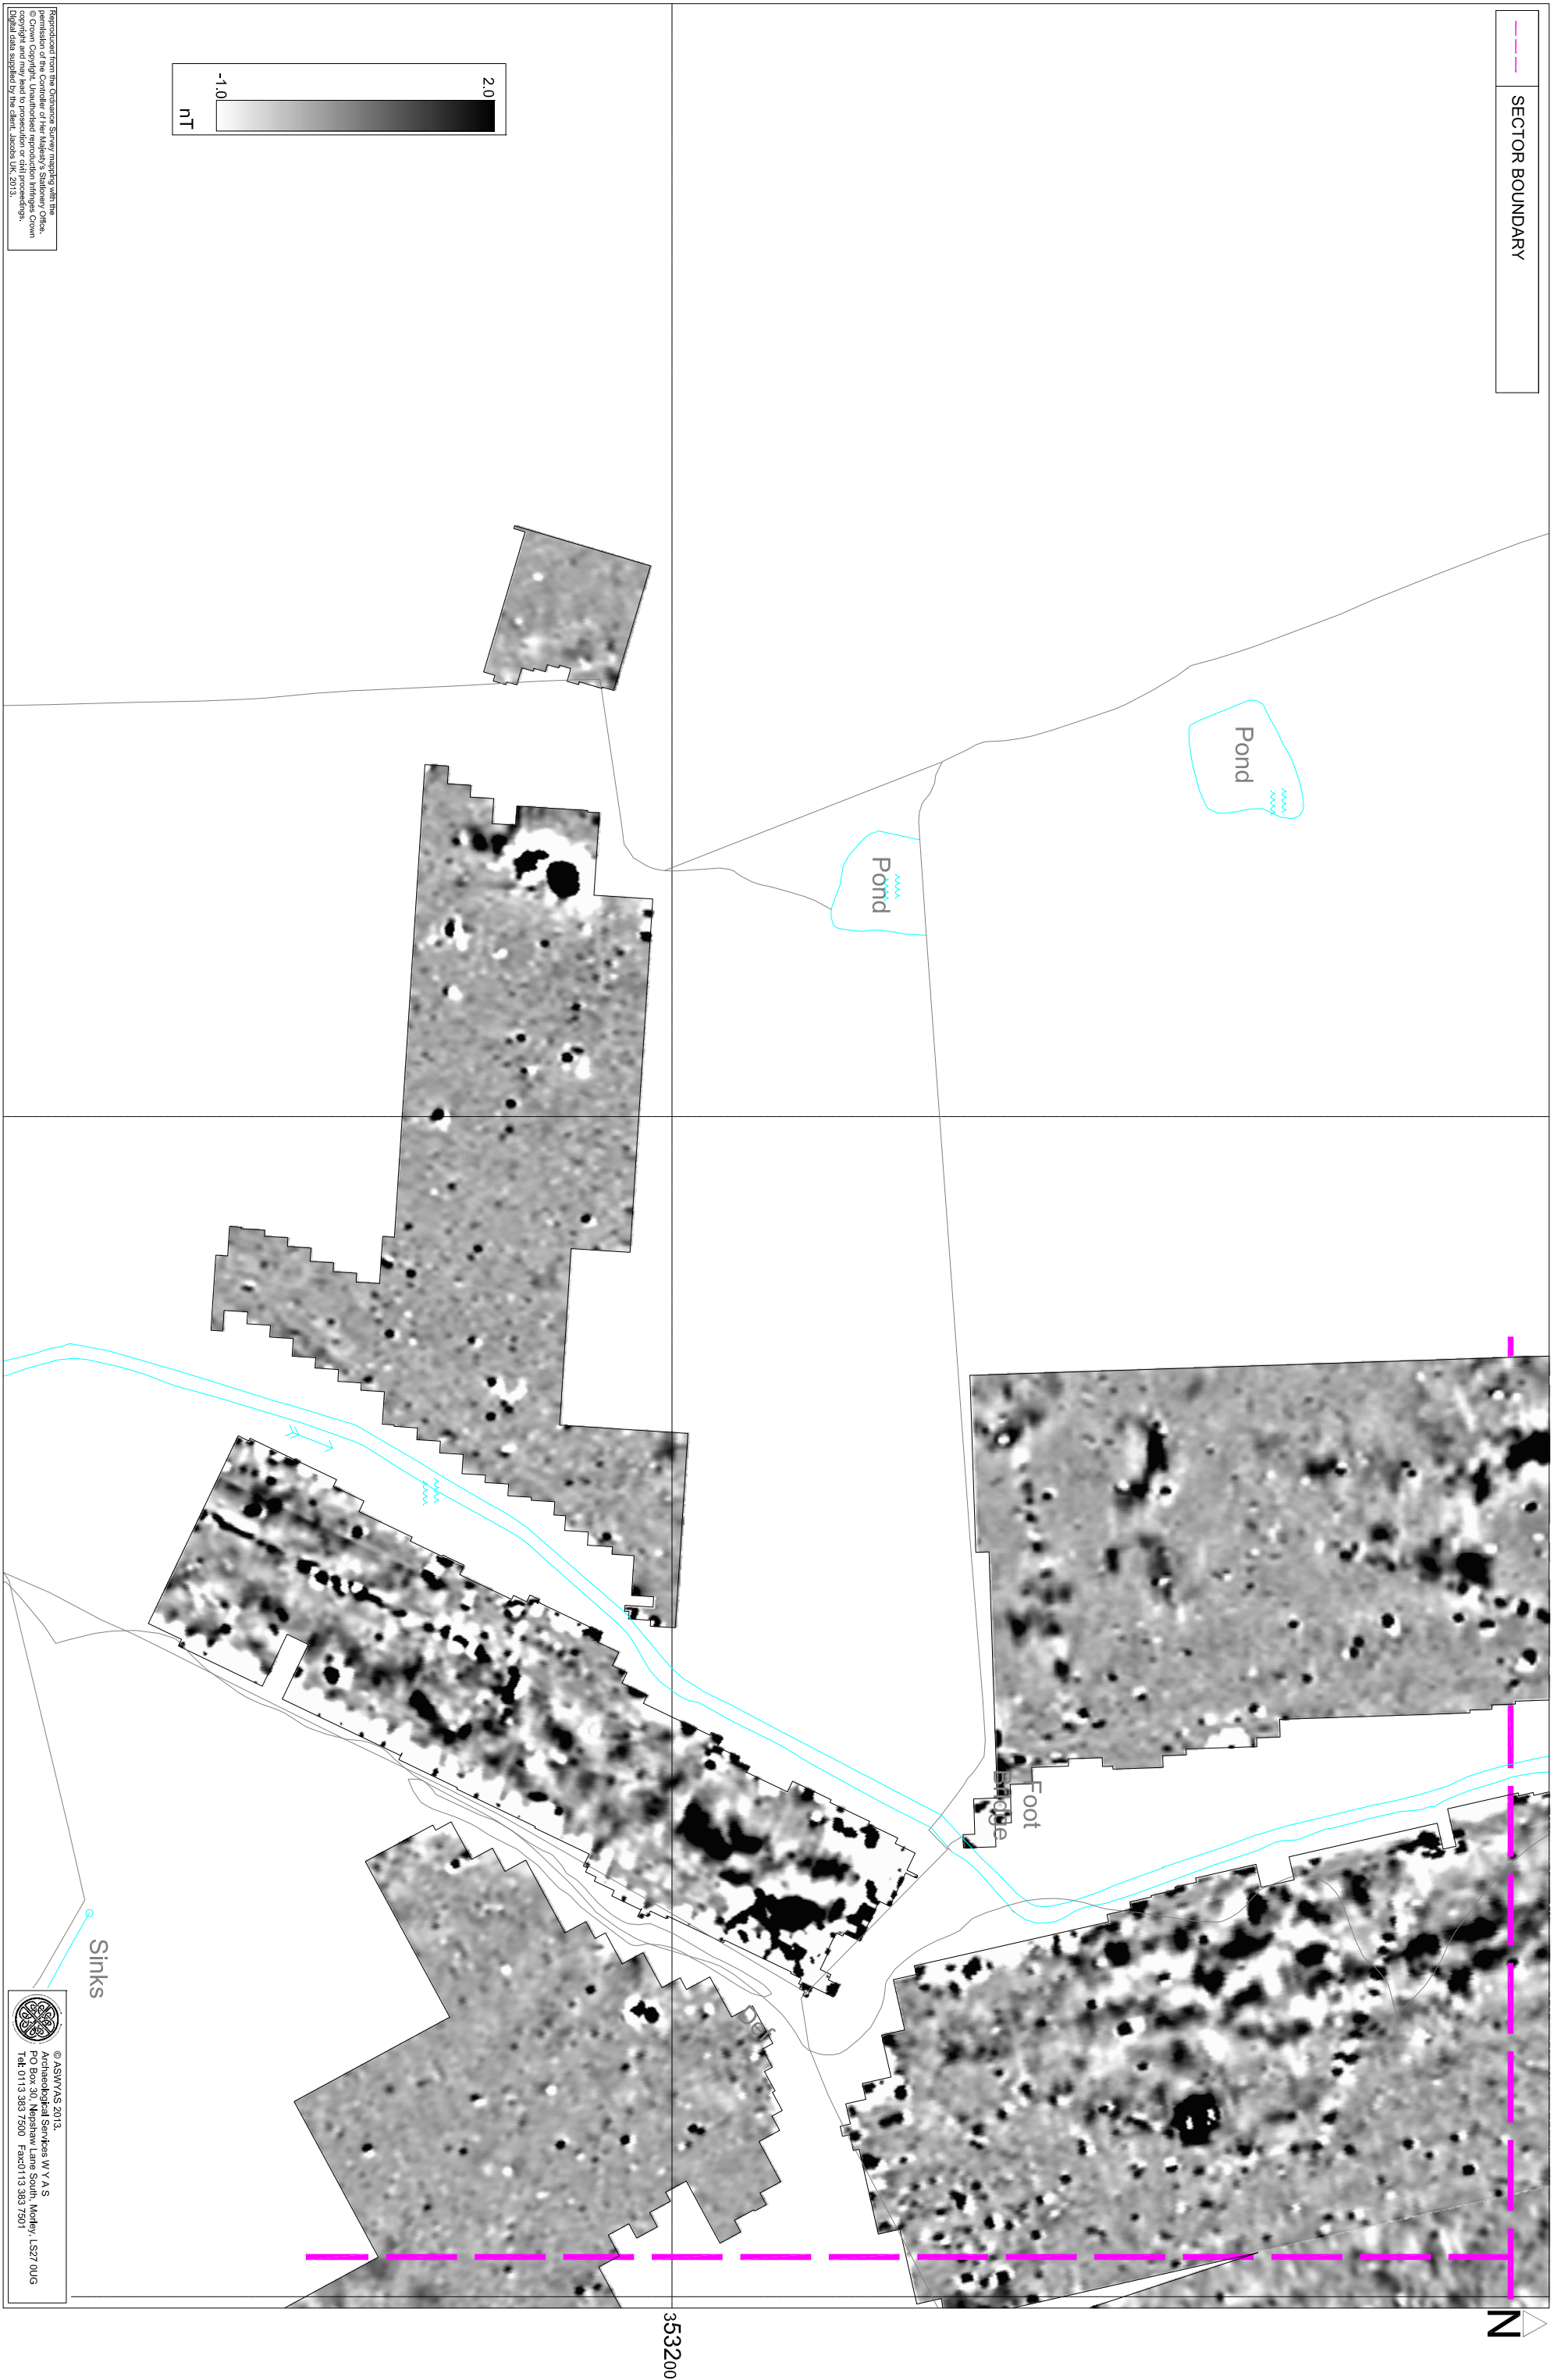 SECTOR BOUNDARY
N
Pond
Pond
Foot
Bridge
353200
2.0
-1.0
nT
Def
Sinks
Reproduced from the Ordnance Survey mapping with the
permission of the Controller of Her Majesty's Stationery Office.
© Crown Copyright. Unauthorised reproduction infringes Crown
copyright and may lead to prosecution or civil proceedings.
Digital data supplied by the client, Jacobs UK, 2013.
© ASWYAS 2013.
Archaeological Services W Y A S
PO Box 30, Nepshaw Lane South, Morley, LS27 0UG
Tel: 0113 383 7500 Fax:0113 383 7501